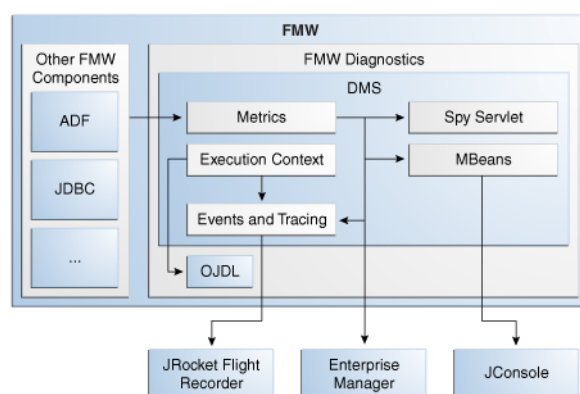 FMW
Other FMW
Components
ADF
JDBC
...
FMW Diagnostics
DMS
Metrics
Spy Servlet
Execution Context
MBeans
Events and Tracing
OJDL
JRocket Flight
Recorder
Enterprise
Manager
JConsole